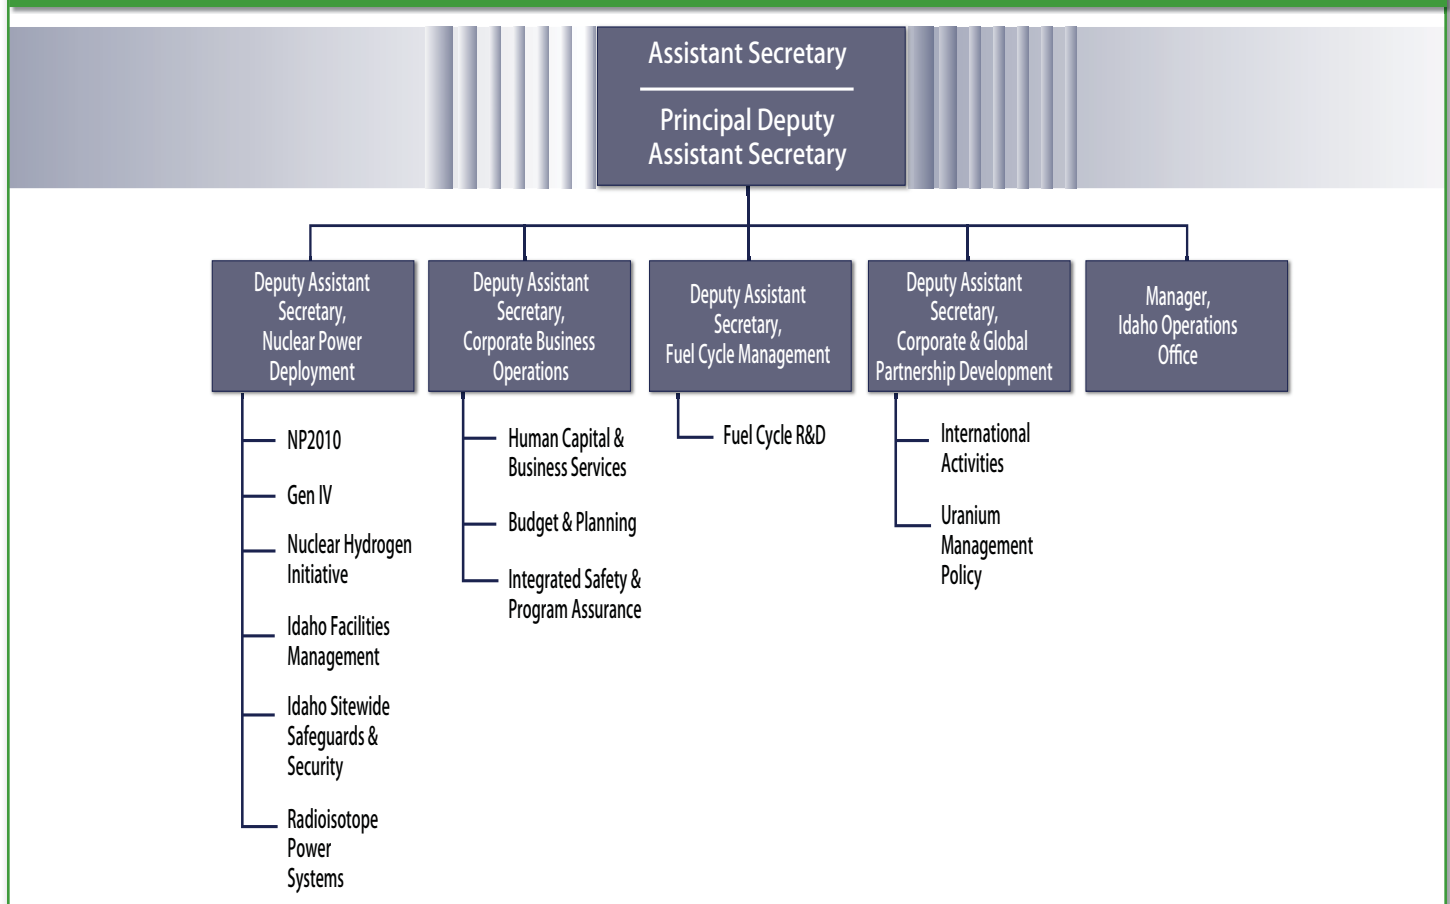 Assistant Secretary
Principal Deputy
Assistant Secretary
Deputy Assistant
Secretary,
Nuclear Power
Deployment
Deputy Assistant
Secretary,
Corporate Business
Operations
Deputy Assistant
Secretary,
Fuel Cycle Management
Deputy Assistant
Secretary,
Corporate & Global
Partnership Development
Manager,
Idaho Operations
Office
NP2010
Gen IV
Nuclear Hydrogen
Initiative
Idaho Facilities
Management
Idaho Sitewide
Safeguards &
Security
Radioisotope
Power
Systems
Human Capital &
Business Services
Budget & Planning
Integrated Safety &
Program Assurance
Fuel Cycle R&D
International
Activities
Uranium
Management
Policy